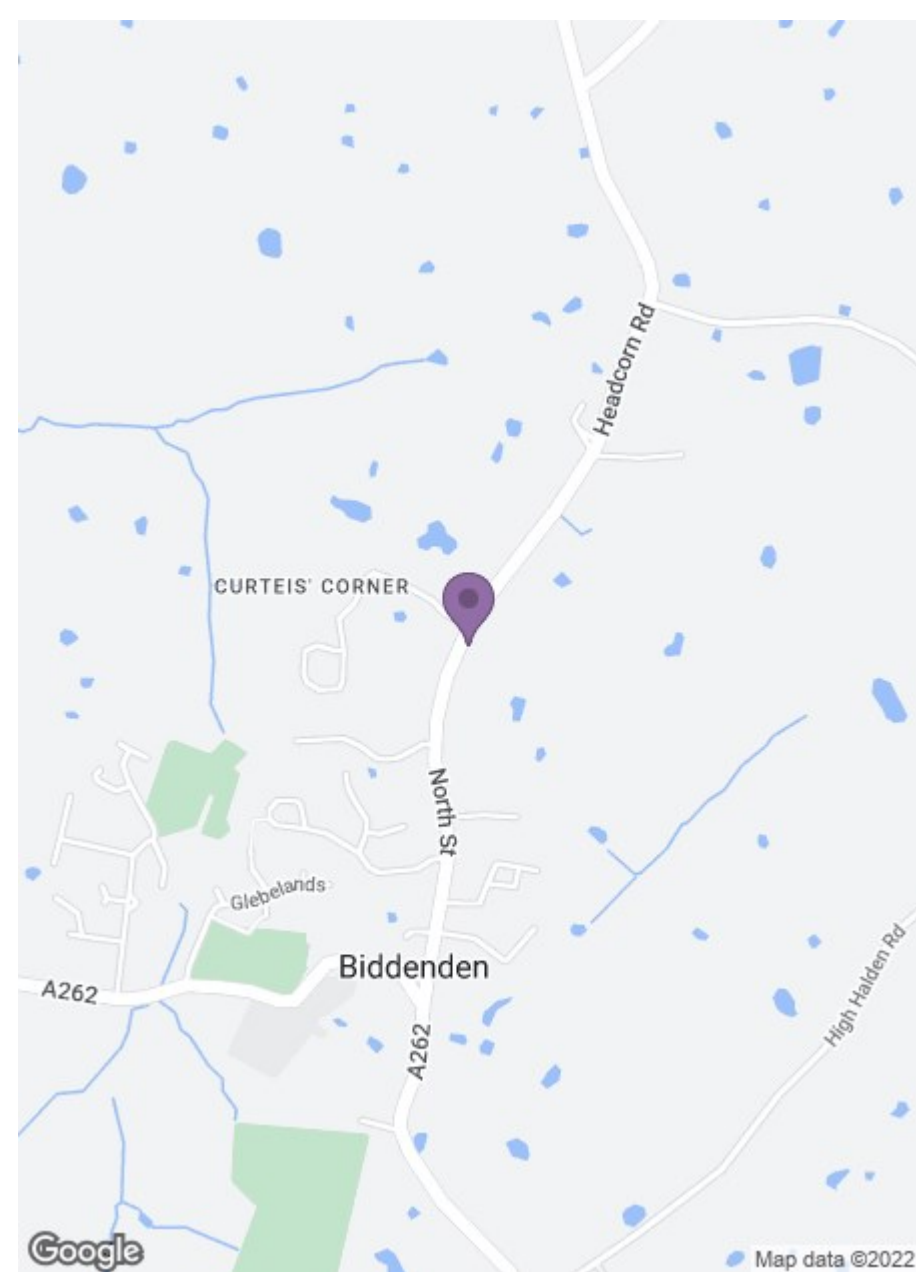 Headcorn Rd
CURTEIS' CORNER
North St
Glebelands
Biddenden
A262
A262
High Halden Rd
Google
Map data ©2022